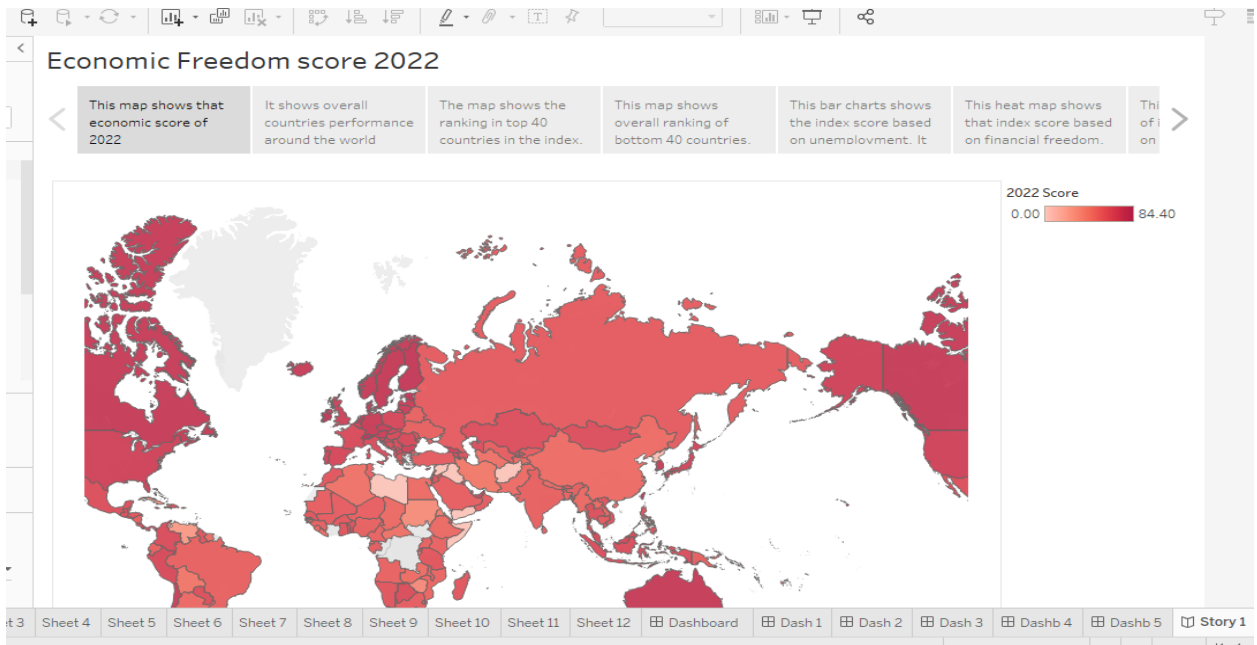 Economic Freedom score 2022
This map shows that
economic score of
2022
It shows overall
countries performance
around the world
The map shows the
ranking in top 40
countries in the index.
This map shows
overall ranking of
bottom 40 countries.
This bar charts shows
the index score based
on unemployment. It
This heat map shows
that index score based
on financial freedom.
Thi
of i
on
2022 Score
0.00 84.40
t 3 Sheet 4 Sheet 5 Sheet 6 Sheet 7 Sheet 8 Sheet 9 Sheet 10 Sheet 11 Sheet 12 Dashboard Dash 1 Dash 2 Dash 3 Dashb 4 Dashb 5 Story 1